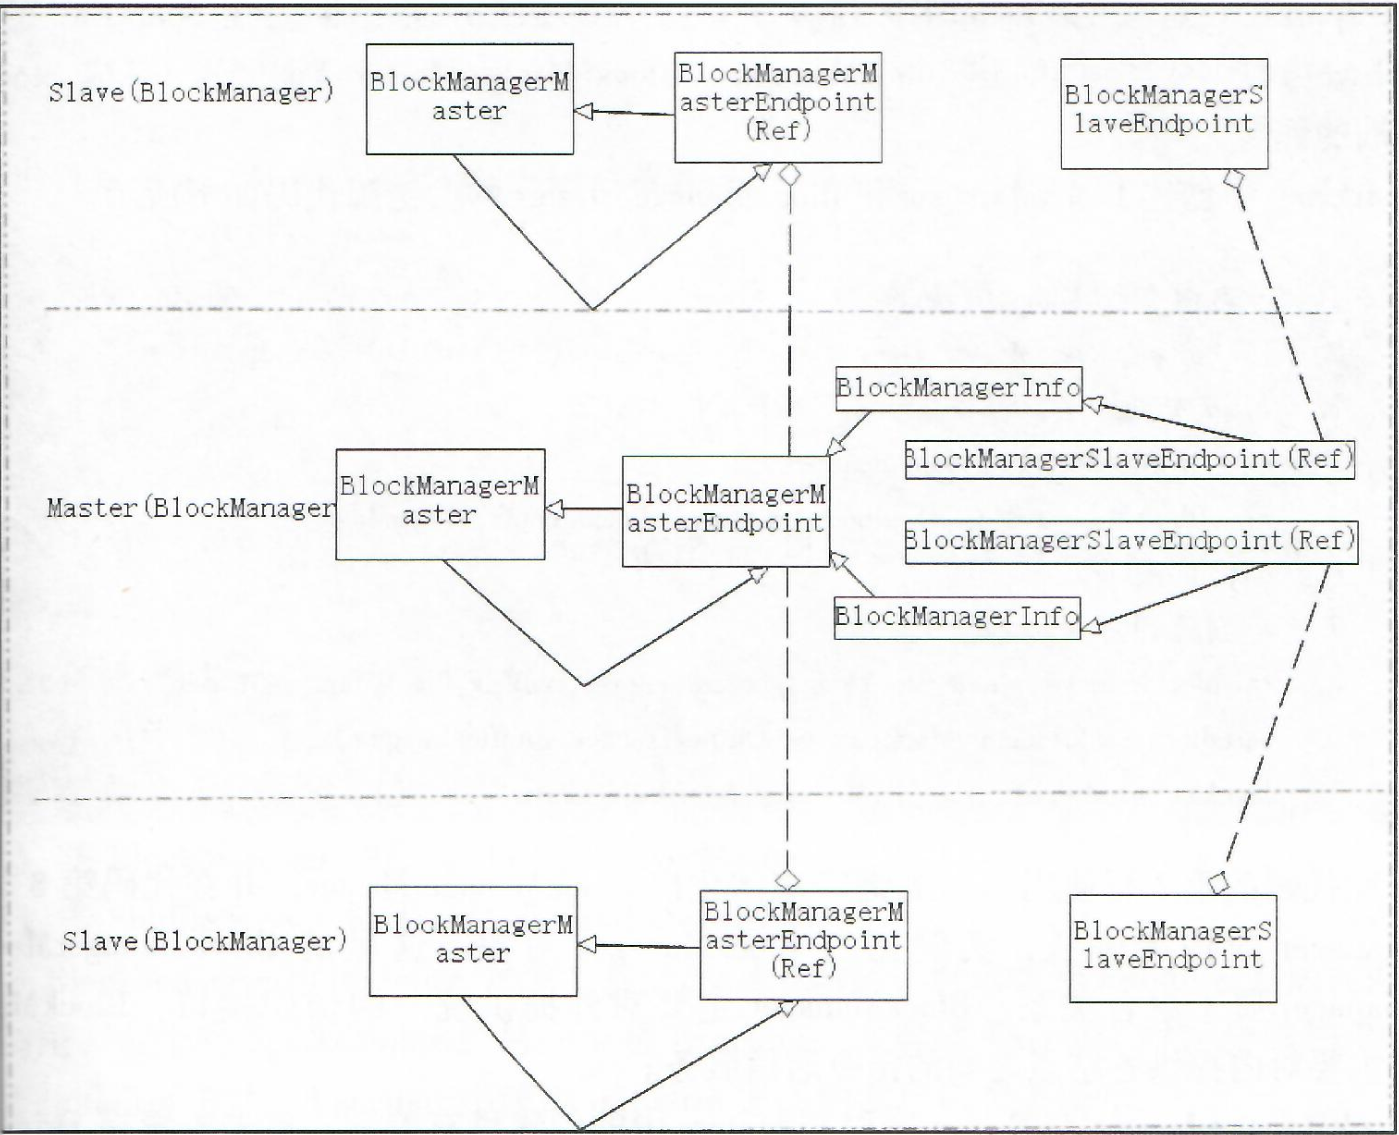 Slave(BlockManager)
BlockManagerM
aster
BlockManagerM
asterEndpoint
(Ref)
BlockManagerS
laveEndpoint
BlockManagerInfo
BlockManagerSlaveEndpoint(Ref)
Master(BlockManager
BlockManagerM
aster
BlockManagerM
asterEndpoint
BlockManagerSlaveEndpoint(Ref)
BlockManagerInfo
Slave(BlockManager)
BlockManagerM
aster
BlockManagerM
asterEndpoint
(Ref)
BlockManagerS
laveEndpoint